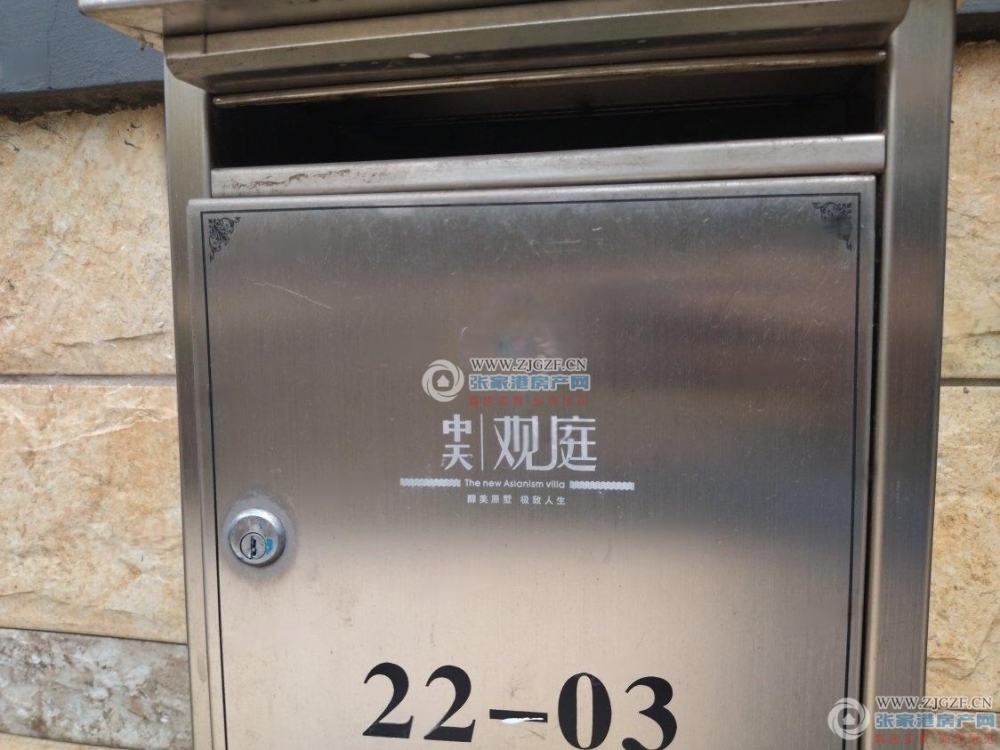 WWW.ZJGZF.CN
张家港房产网
中天 观庭
The new Asianism villa
醇美原墅 极致人生
22-03
WWW.ZJGZF.CN
张家港房产网